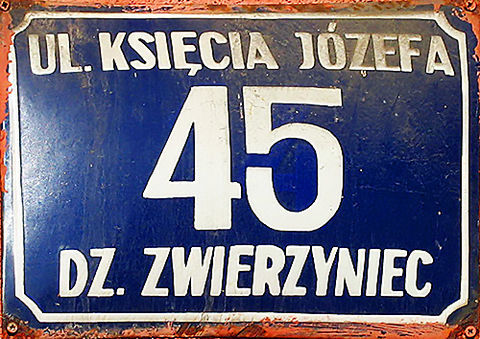 UL. KSIĘCIA JÓZEFA
45
DZ. ZWIERZYNIEC